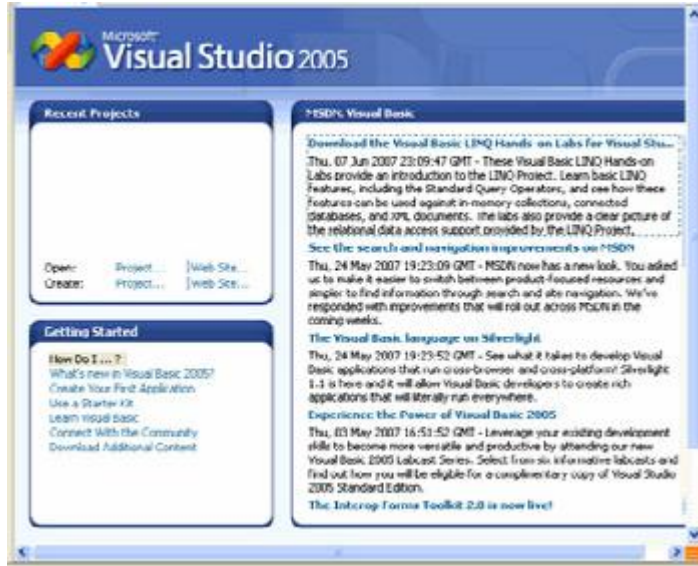 Microsoft
Visual Studio 2005
Recent Projects
Open: Project... Web Site...
Create: Project... Web Site...
Getting Started
How Do I ... ?
What's new in Visual Basic 2005?
Create Your First Application
Use a Starter Kit
Learn Visual Basic
Connect With the Community
Download Additional Content
MSDN: Visual Basic
Download the Visual Basic LINQ Hands-on Labs for Visual Stu...
Thu, 07 Jun 2007 23:09:47 GMT - These Visual Basic LINQ Hands-on
Labs provide an introduction to the LINQ Project. Learn basic LINQ
features, including the Standard Query Operators, and see how these
features can be used against in-memory collections, connected
databases, and XML documents. The labs also provide a clear picture of
the relational data access support provided by the LINQ Project.
See the search and navigation improvements on MSDN
Thu, 24 May 2007 19:23:09 GMT - MSDN now has a new look. You asked
us to make it easier to switch between product-focused resources and
simpler to find information through search and site navigation. We've
responded with improvements that will roll out across MSDN in the
coming weeks.
The Visual Basic language on Silverlight
Thu, 24 May 2007 19:23:52 GMT - See what it takes to develop Visual
Basic applications that run cross-browser and cross-platform! Silverlight
1.1 is here and it will allow Visual Basic developers to create rich
applications that will literally run everywhere.
Experience the Power of Visual Basic 2005
Thu, 03 May 2007 16:51:52 GMT - Leverage your existing development
skills to become more versatile and productive by attending our new
Visual Basic 2005 Labcast Series. Select from six informative labcasts and
find out how you will be eligible for a complimentary copy of Visual Studio
2005 Standard Edition.
The Interop Forms Toolkit 2.0 is now live!